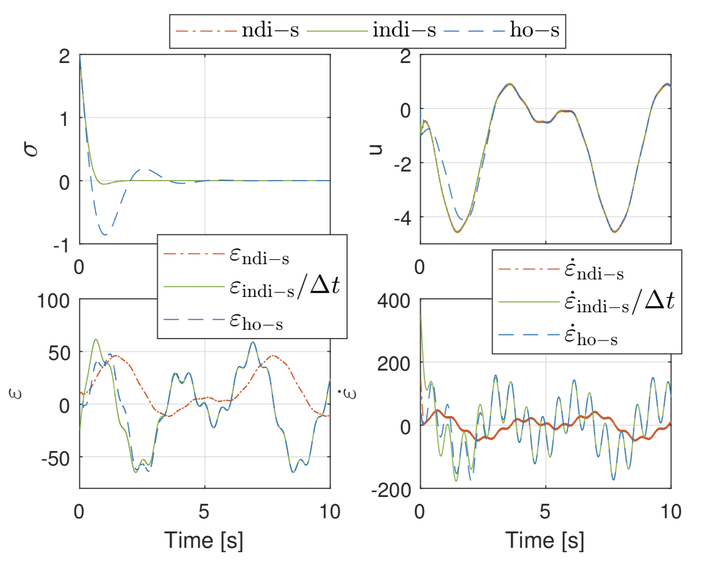 ndi−s indi−s ho−s
2
1
0
-1
σ
0
2
0
-2
-4
u
0
ε_ndi−s
ε_indi−s/Δt
ε_ho−s
ε̇_ndi−s
ε̇_indi−s/Δt
ε̇_ho−s
100
50
0
-50
ε
0 5 10
Time [s]
400
200
0
-200
ε̇
0 5 10
Time [s]